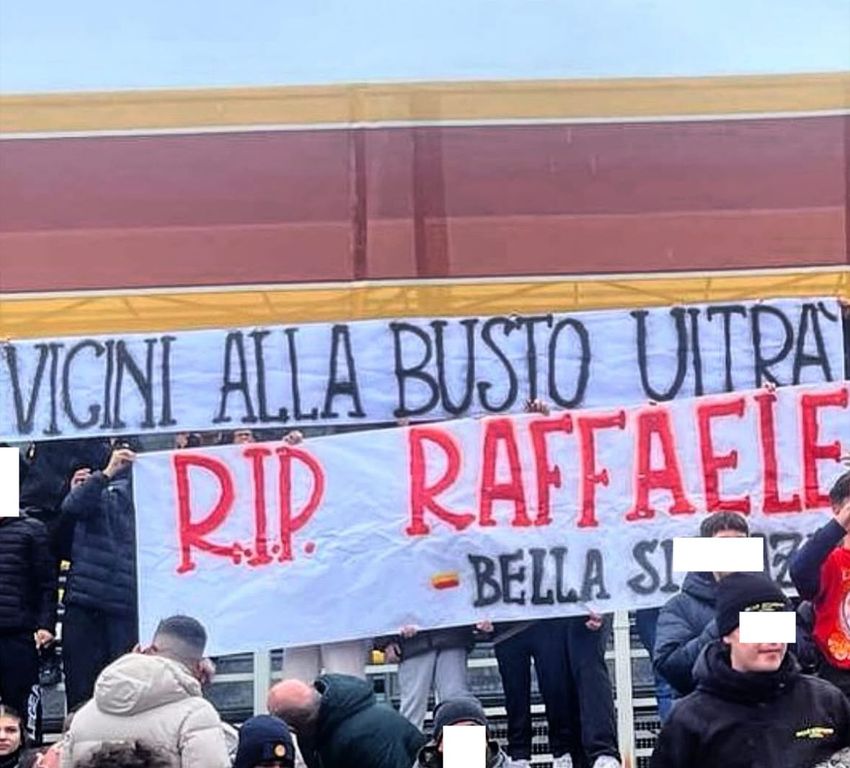 VICINI ALLA BUSTO ULTRÀ
R.I.P. RAFFAELE
- BELLA